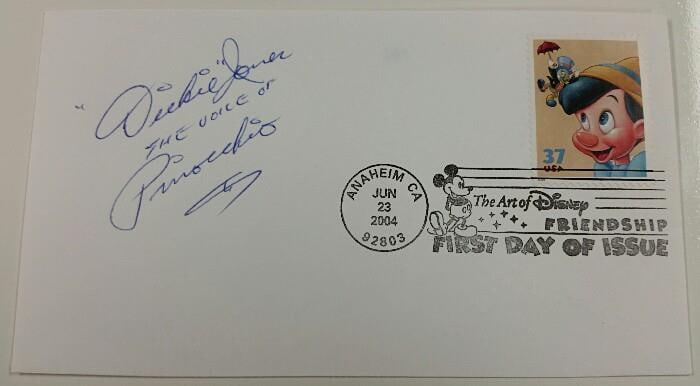 "Dickie" Jones
THE VOICE OF
Pinocchio
37
USA
ANAHEIM CA
JUN
23
2004
92803
The Art of Disney
FRIENDSHIP
FIRST DAY OF ISSUE